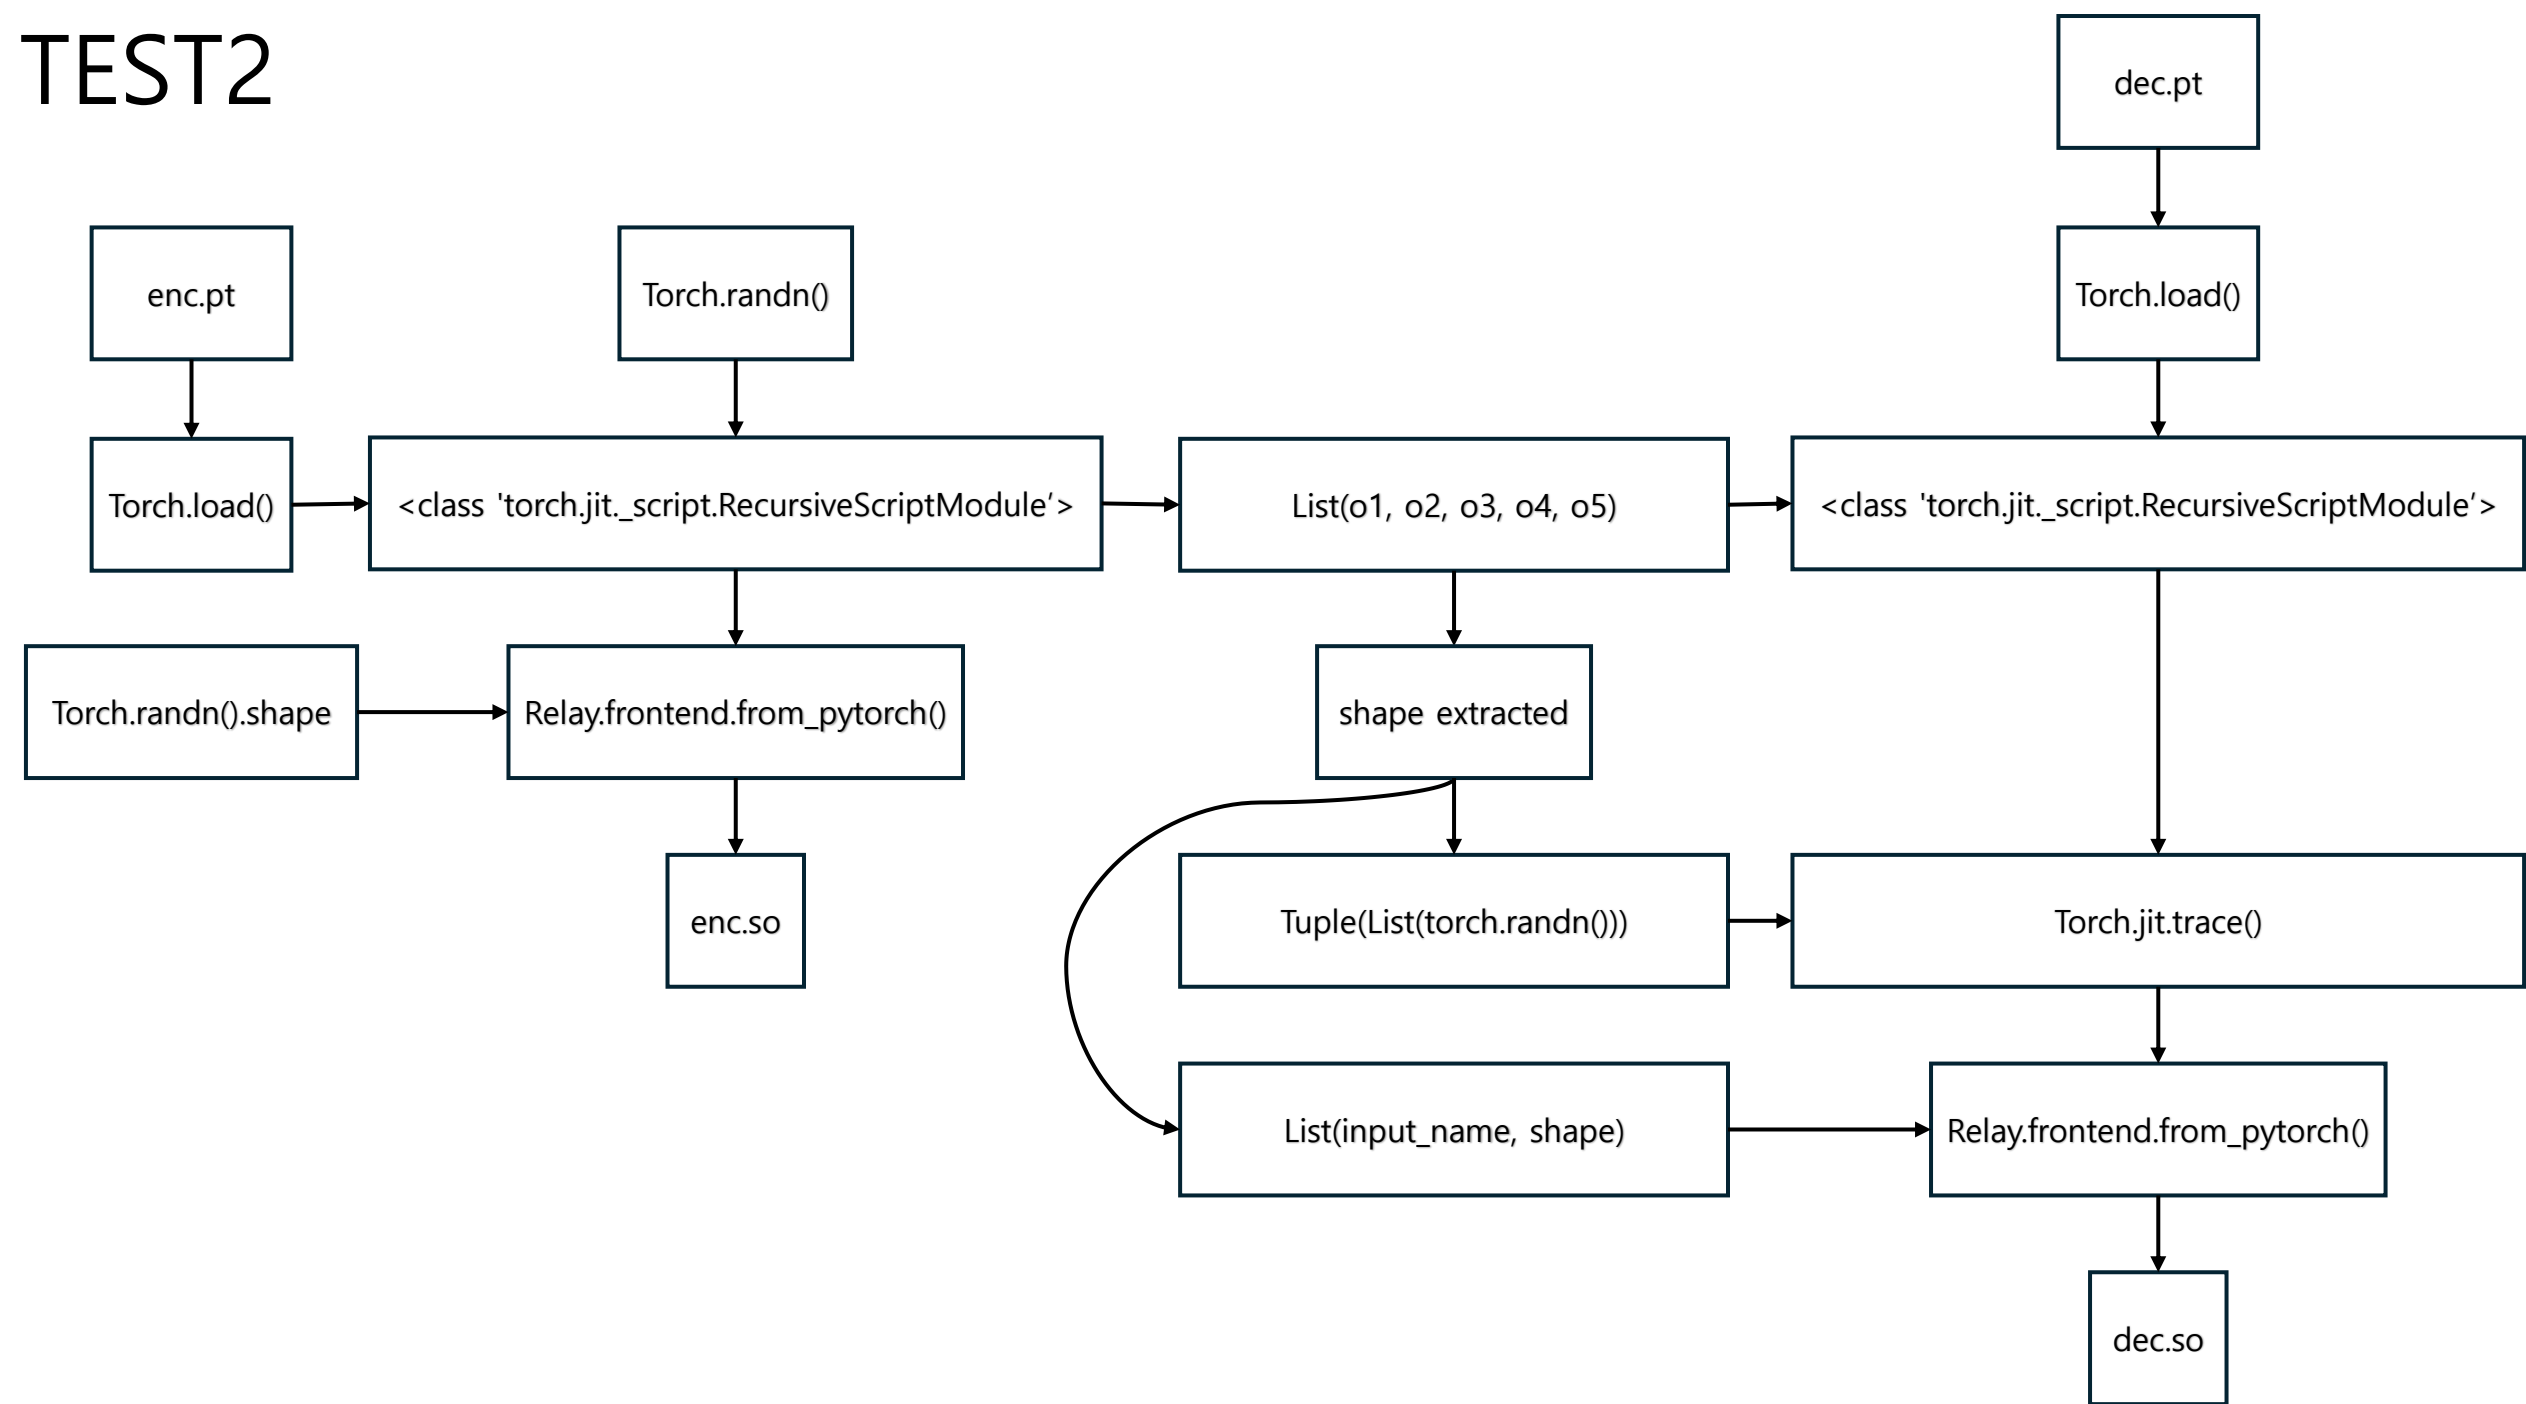 TEST2
dec.pt
enc.pt
Torch.randn()
Torch.load()
Torch.load()
<class 'torch.jit._script.RecursiveScriptModule’>
List(o1, o2, o3, o4, o5)
<class 'torch.jit._script.RecursiveScriptModule’>
Torch.randn().shape
Relay.frontend.from_pytorch()
shape extracted
enc.so
Tuple(List(torch.randn()))
Torch.jit.trace()
List(input_name, shape)
Relay.frontend.from_pytorch()
dec.so